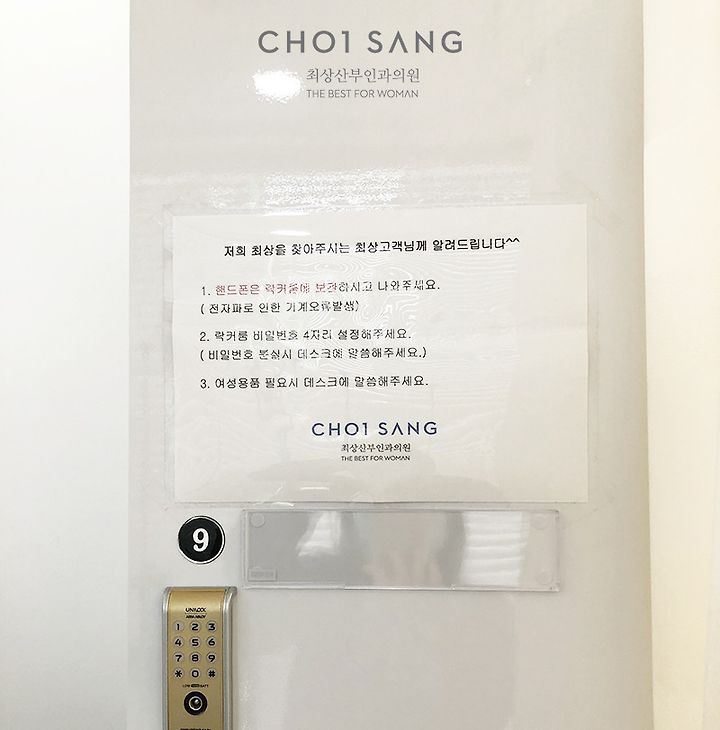 CHO1 SANG
최상산부인과의원
THE BEST FOR WOMAN
저희 최상을 찾아주시는 최상고객님께 알려드립니다^^
1. 핸드폰은 락커룸에 보관하시고 나와주세요.
( 전자파로 인한 기계오류발생)
2. 락커룸 비밀번호 4자리 설정해주세요.
( 비밀번호 분실시 데스크에 말씀해주세요.)
3. 여성용품 필요시 데스크에 말씀해주세요.
CHO1 SANG
최상산부인과의원
THE BEST FOR WOMAN
9
UNILOCK
ASSA ABLOY
1 2 3
4 5 6
7 8 9
* 0 #
LOW BATT